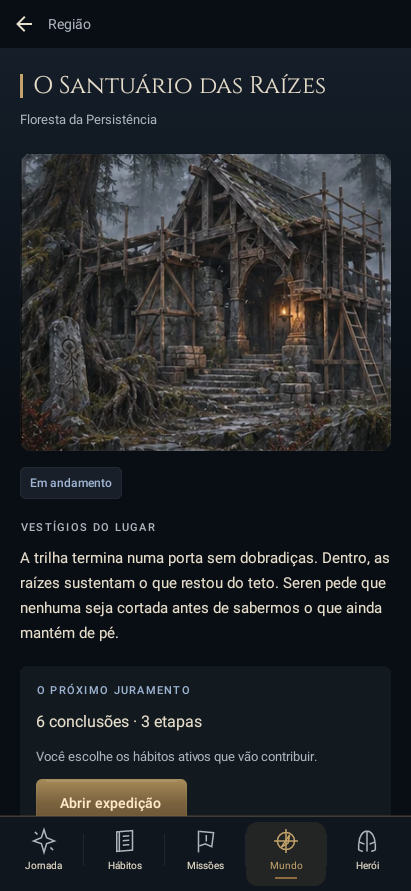 Região
O Santuário das Raízes
Floresta da Persistência
Em andamento
VESTÍGIOS DO LUGAR
A trilha termina numa porta sem dobradiças. Dentro, as
raízes sustentam o que restou do teto. Seren pede que
nenhuma seja cortada antes de sabermos o que ainda
mantém de pé.
O PRÓXIMO JURAMENTO
6 conclusões · 3 etapas
Você escolhe os hábitos ativos que vão contribuir.
Abrir expedição
Jornada
Hábitos
Missões
Mundo
Herói